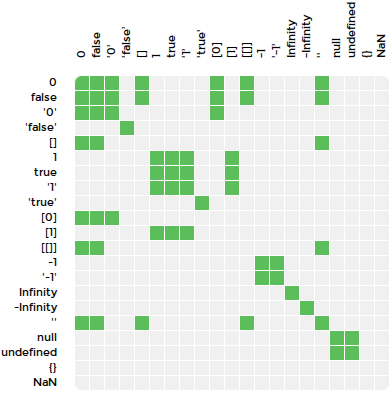 0
false
'0'
'false'
[]
1
true
'1'
'true'
[0]
[1]
[[]]
-1
'-1'
Infinity
-Infinity
''
null
undefined
{}
NaN
0
false
'0'
'false'
[]
1
true
'1'
'true'
[0]
[1]
[[]]
-1
'-1'
Infinity
-Infinity
''
null
undefined
{}
NaN